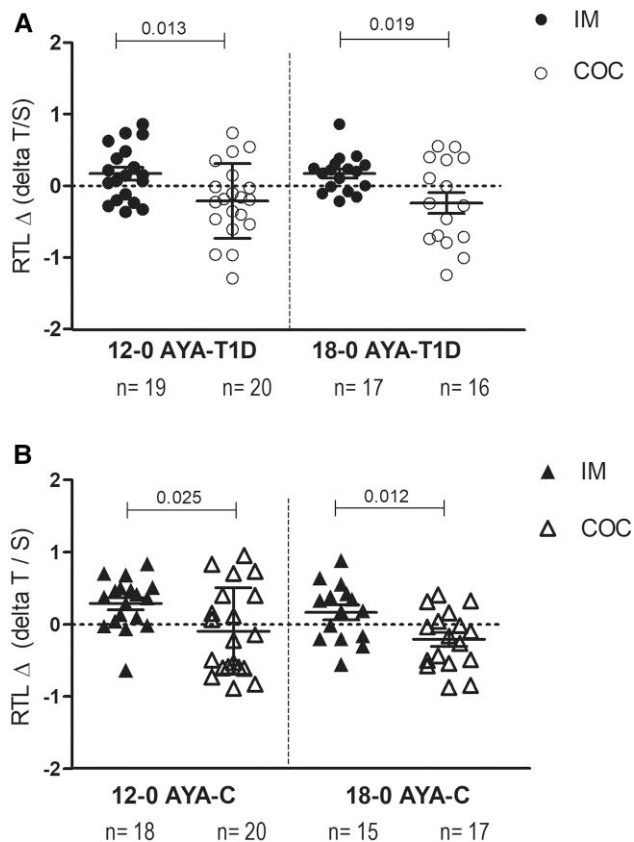 A
0.013
0.019
IM
COC
2
1
0
-1
-2
RTL Δ (delta T/S)
12-0 AYA-T1D
18-0 AYA-T1D
n= 19
n= 20
n= 17
n= 16
B
0.025
0.012
IM
COC
2
1
0
-1
-2
RTL Δ (delta T / S)
12-0 AYA-C
18-0 AYA-C
n= 18
n= 20
n= 15
n= 17